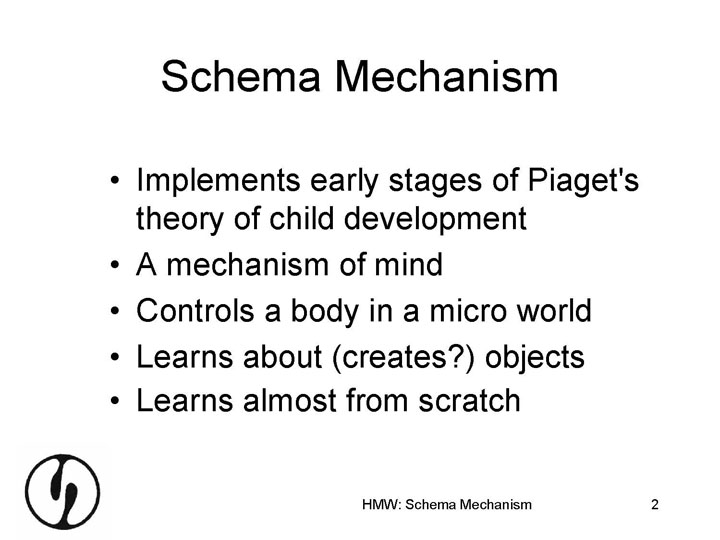 Schema Mechanism
• Implements early stages of Piaget's
theory of child development
• A mechanism of mind
• Controls a body in a micro world
• Learns about (creates?) objects
• Learns almost from scratch
HMW: Schema Mechanism
2